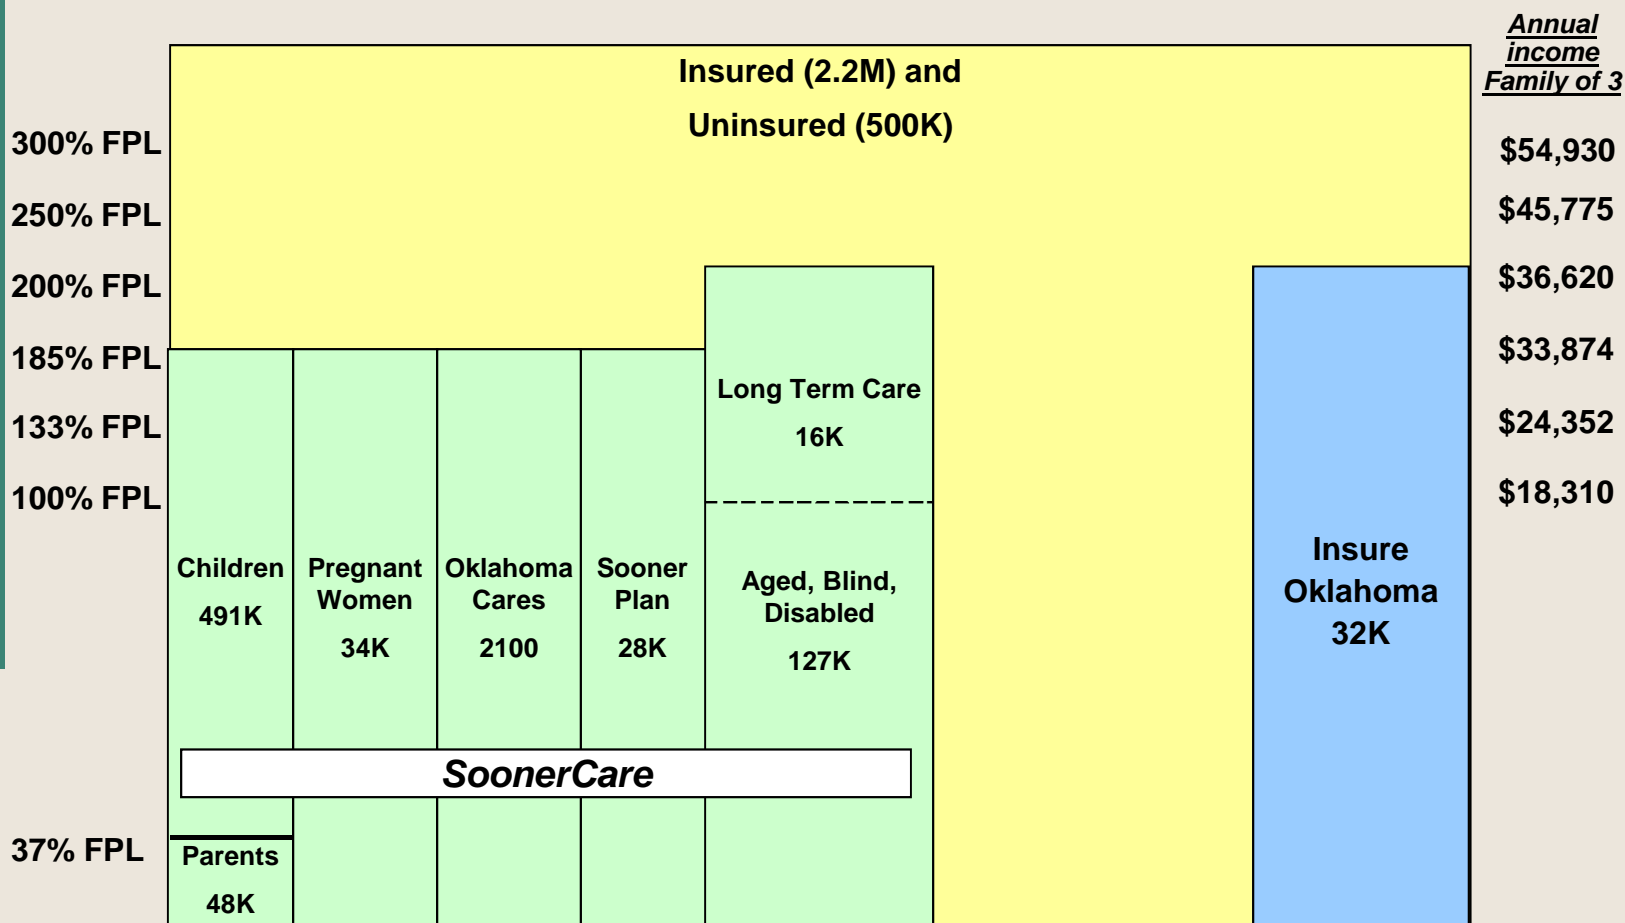 Annual
income
Family of 3
Insured (2.2M) and
Uninsured (500K)
300% FPL
$54,930
250% FPL
$45,775
200% FPL
$36,620
185% FPL
$33,874
Long Term Care
16K
133% FPL
$24,352
100% FPL
$18,310
Children
491K
Pregnant
Women
34K
Oklahoma
Cares
2100
Sooner
Plan
28K
Aged, Blind,
Disabled
127K
Insure
Oklahoma
32K
SoonerCare
37% FPL
Parents
48K